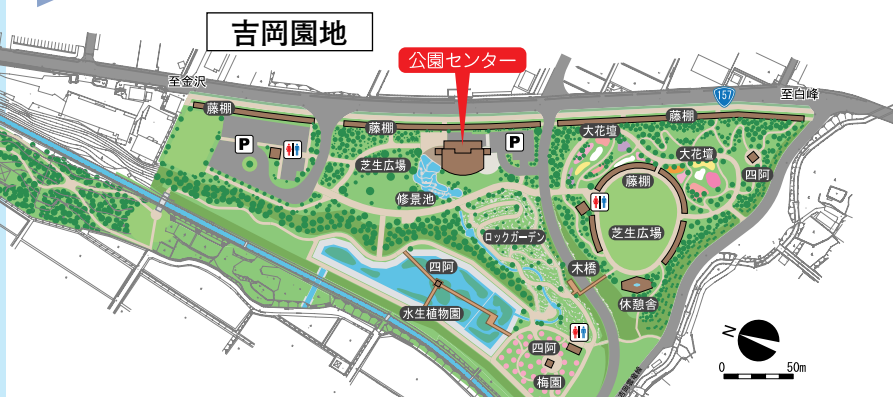 吉岡園地
公園センター
至金沢
157
至白峰
藤棚
藤棚
藤棚
大花壇
P
P
芝生広場
大花壇
四阿
藤棚
修景池
芝生広場
ロックガーデン
四阿
木橋
休憩舎
水生植物園
四阿
梅園
N
0 50m